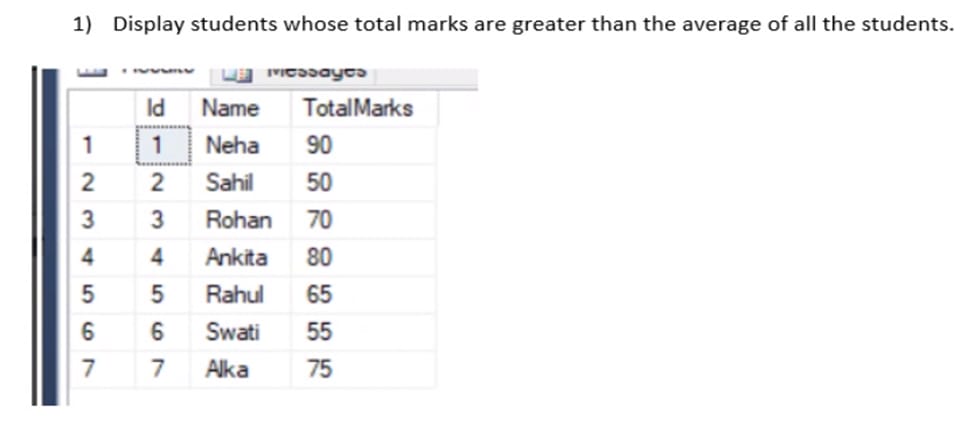 1) Display students whose total marks are greater than the average of all the students.
Results Messages
Id Name TotalMarks
1 1 Neha 90
2 2 Sahil 50
3 3 Rohan 70
4 4 Ankita 80
5 5 Rahul 65
6 6 Swati 55
7 7 Alka 75